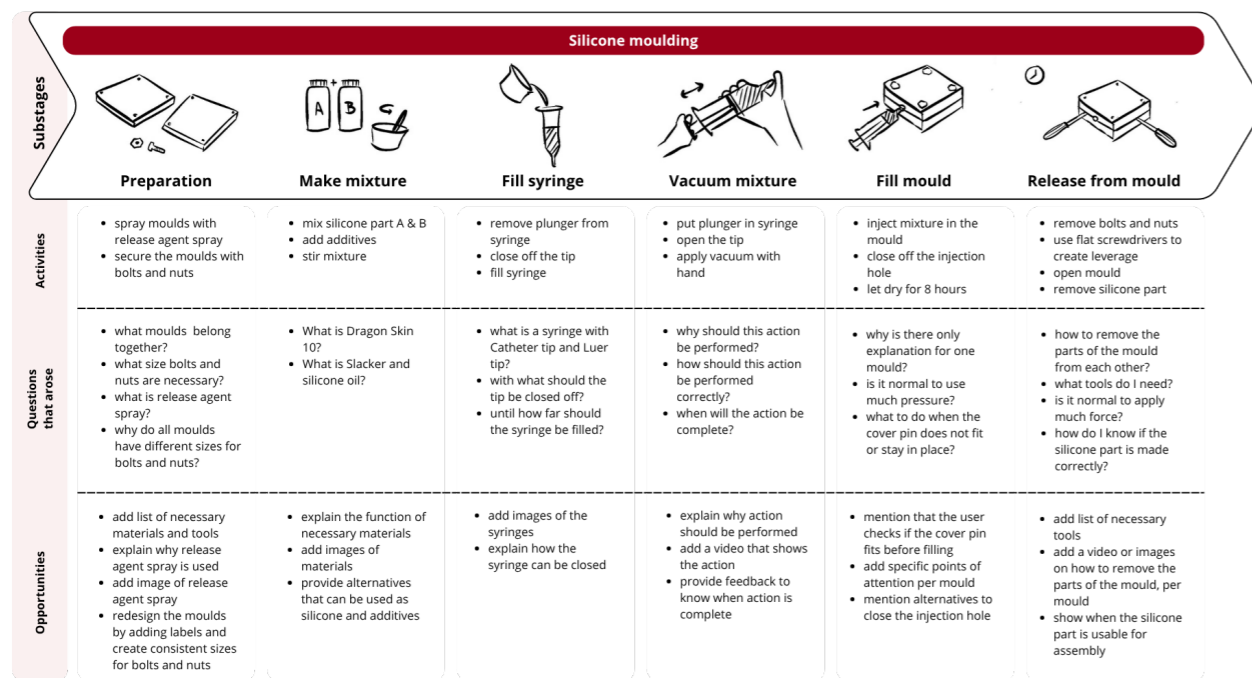 Silicone moulding
Substages
A
+
B
Preparation
Make mixture
Fill syringe
Vacuum mixture
Fill mould
Release from mould
Activities
• spray moulds with
release agent spray
• secure the moulds with
bolts and nuts
• mix silicone part A & B
• add additives
• stir mixture
• remove plunger from
syringe
• close off the tip
• fill syringe
• put plunger in syringe
• open the tip
• apply vacuum with
hand
• inject mixture in the
mould
• close off the injection
hole
• let dry for 8 hours
• remove bolts and nuts
• use flat screwdrivers to
create leverage
• open mould
• remove silicone part
Questions
that arose
• what moulds belong
together?
• what size bolts and
nuts are necessary?
• what is release agent
spray?
• why do all moulds
have different sizes for
bolts and nuts?
• What is Dragon Skin
10?
• What is Slacker and
silicone oil?
• what is a syringe with
Catheter tip and Luer
tip?
• with what should the
tip be closed off?
• until how far should
the syringe be filled?
• why should this action
be performed?
• how should this action
be performed
correctly?
• when will the action be
complete?
• why is there only
explanation for one
mould?
• is it normal to use
much pressure?
• what to do when the
cover pin does not fit
or stay in place?
• how to remove the
parts of the mould
from each other?
• what tools do I need?
• is it normal to apply
much force?
• how do I know if the
silicone part is made
correctly?
Opportunities
• add list of necessary
materials and tools
• explain why release
agent spray is used
• add image of release
agent spray
• redesign the moulds
by adding labels and
create consistent sizes
for bolts and nuts
• explain the function of
necessary materials
• add images of
materials
• provide alternatives
that can be used as
silicone and additives
• add images of the
syringes
• explain how the
syringe can be closed
• explain why action
should be performed
• add a video that shows
the action
• provide feedback to
know when action is
complete
• mention that the user
checks if the cover pin
fits before filling
• add specific points of
attention per mould
• mention alternatives to
close the injection hole
• add list of necessary
tools
• add a video or images
on how to remove the
parts of the mould, per
mould
• show when the silicone
part is usable for
assembly